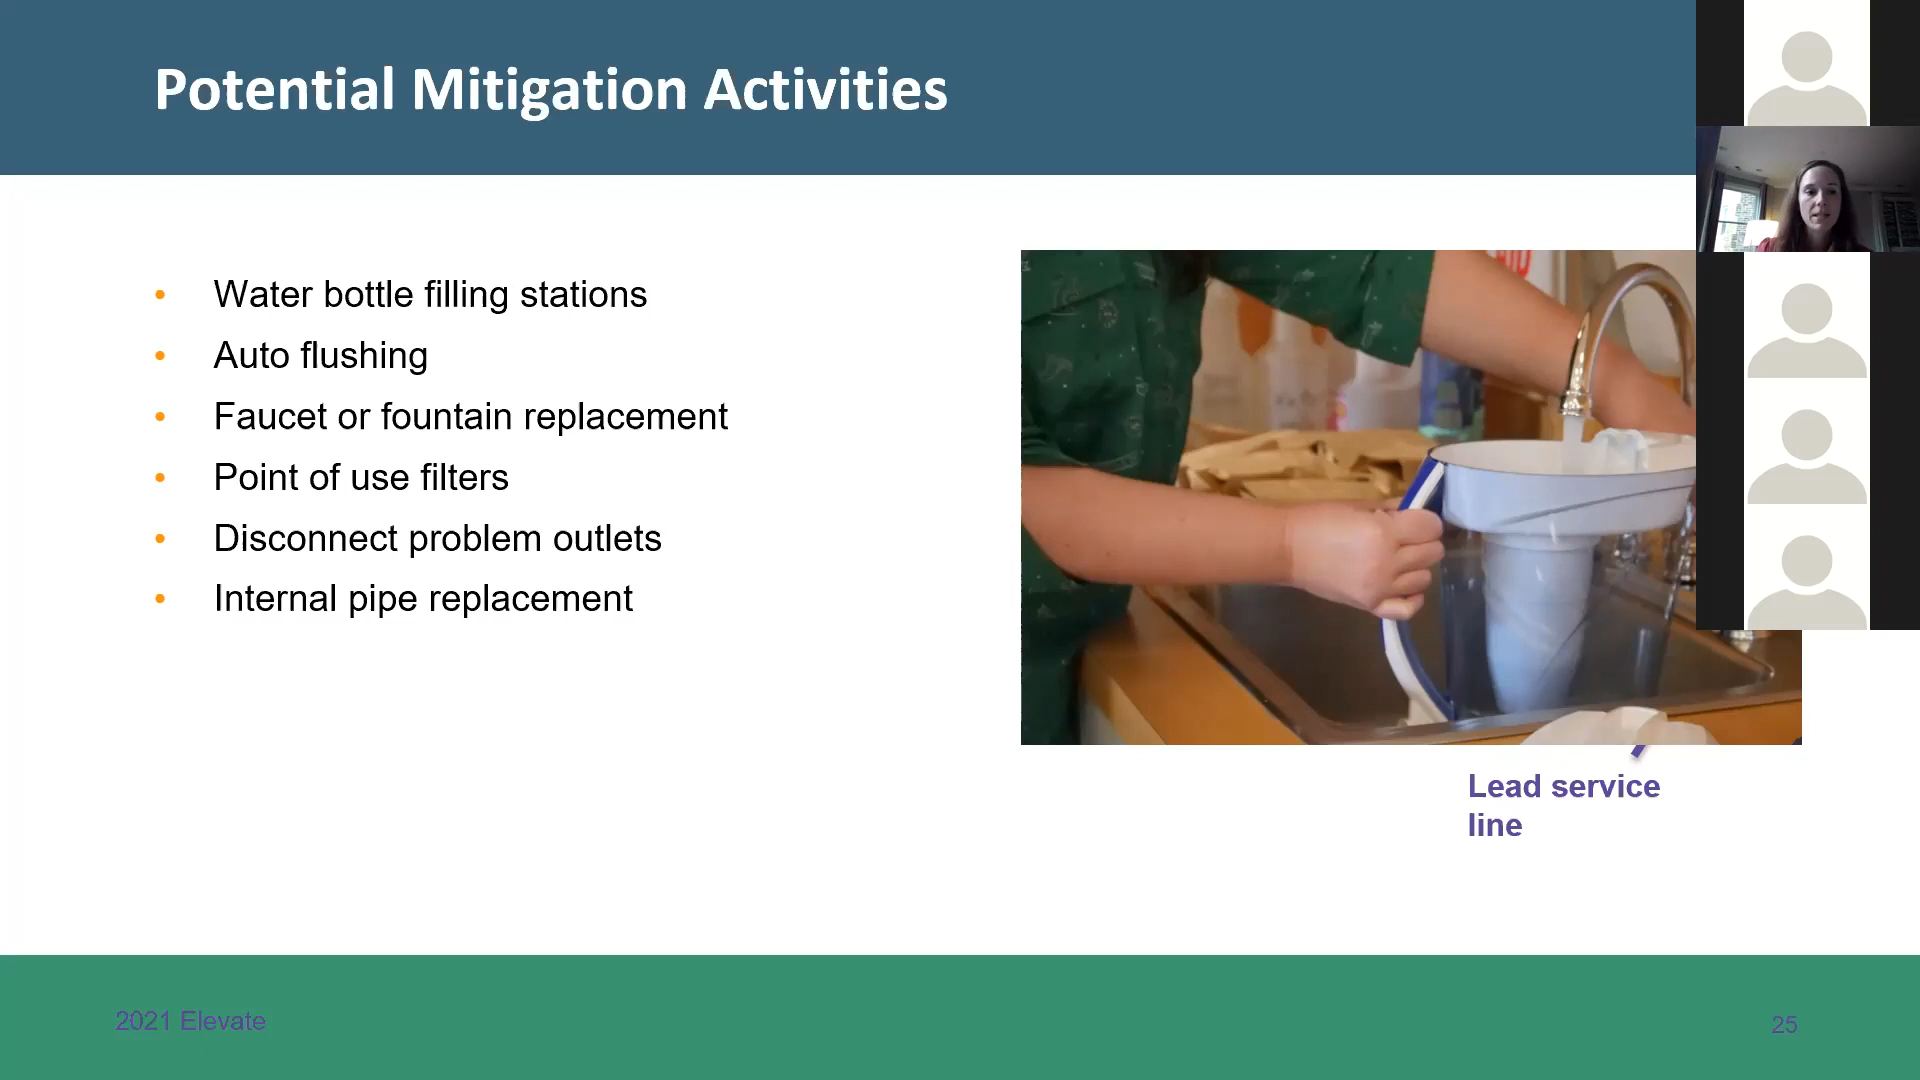 Potential Mitigation Activities
• Water bottle filling stations
• Auto flushing
• Faucet or fountain replacement
• Point of use filters
• Disconnect problem outlets
• Internal pipe replacement
Lead service
line
2021 Elevate
25